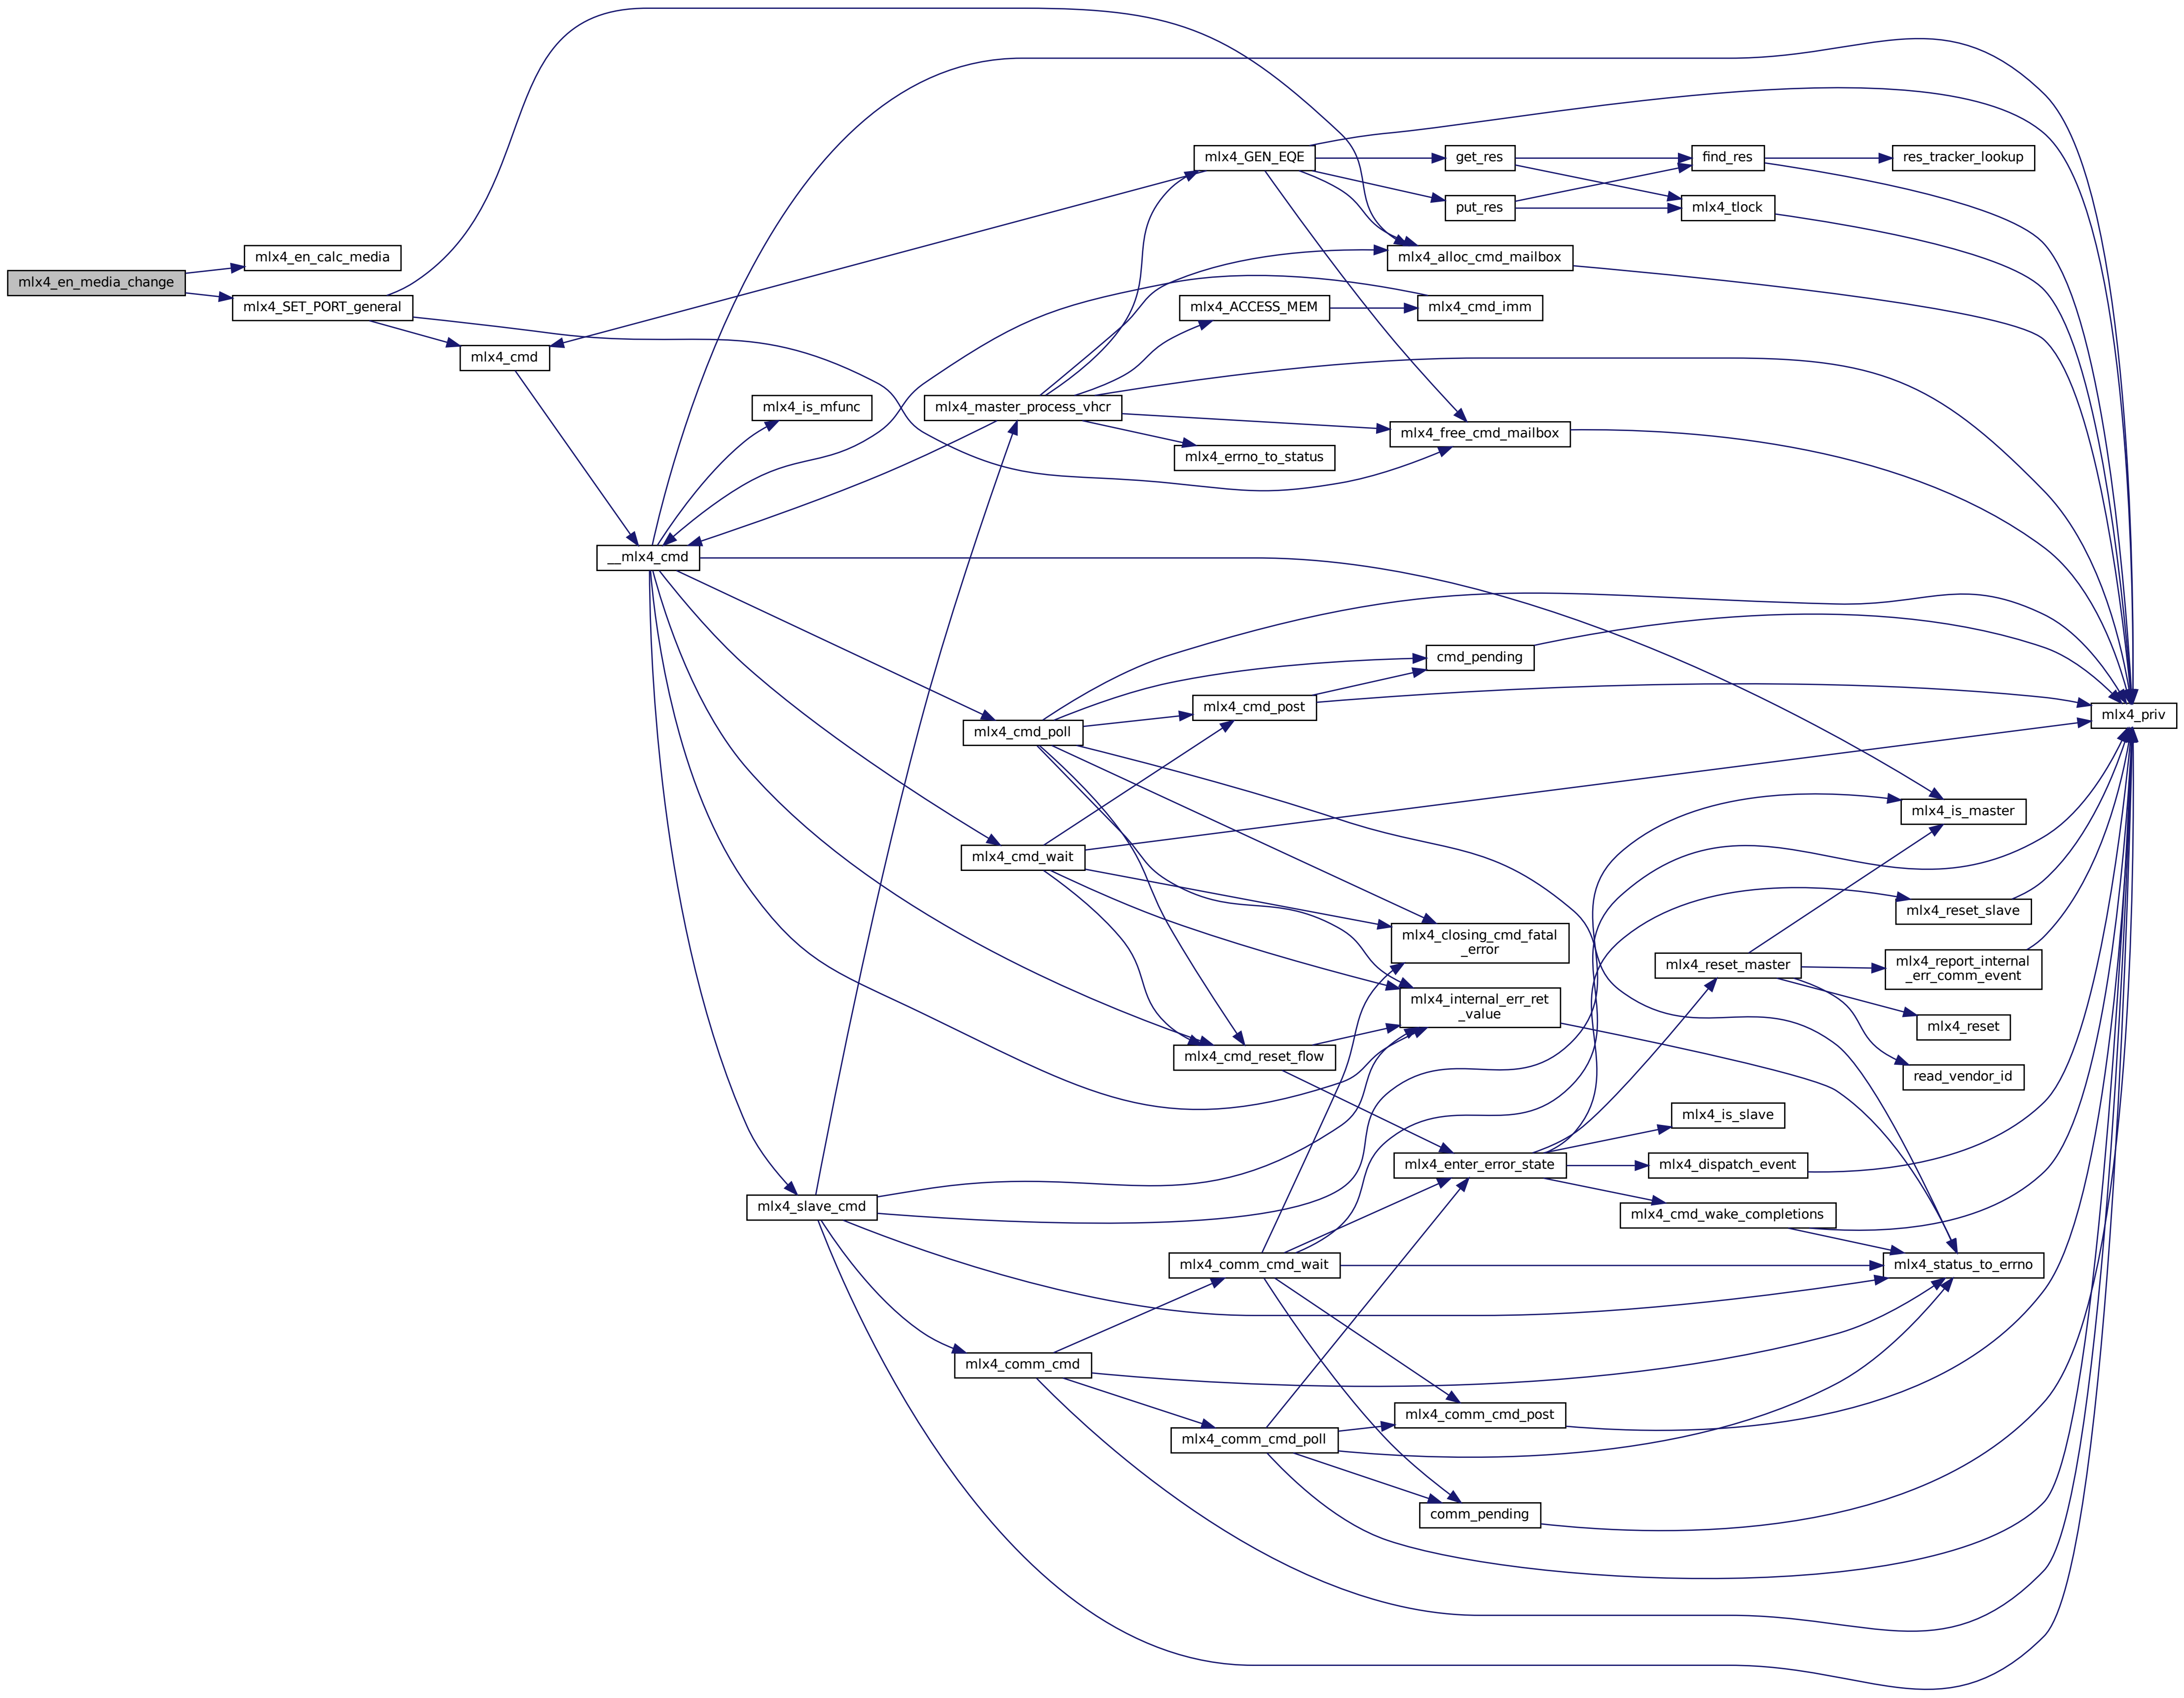 mlx4_en_media_change
mlx4_en_calc_media
mlx4_SET_PORT_general
mlx4_cmd
__mlx4_cmd
mlx4_is_mfunc
mlx4_slave_cmd
mlx4_master_process_vhcr
mlx4_cmd_poll
mlx4_cmd_wait
mlx4_comm_cmd
mlx4_GEN_EQE
mlx4_ACCESS_MEM
mlx4_errno_to_status
mlx4_cmd_post
mlx4_cmd_reset_flow
mlx4_comm_cmd_wait
mlx4_comm_cmd_poll
get_res
put_res
mlx4_alloc_cmd_mailbox
mlx4_cmd_imm
mlx4_free_cmd_mailbox
cmd_pending
mlx4_closing_cmd_fatal
_error
mlx4_internal_err_ret
_value
mlx4_enter_error_state
mlx4_comm_cmd_post
comm_pending
find_res
mlx4_tlock
mlx4_reset_master
mlx4_is_slave
mlx4_dispatch_event
mlx4_cmd_wake_completions
res_tracker_lookup
mlx4_is_master
mlx4_reset_slave
mlx4_report_internal
_err_comm_event
mlx4_reset
read_vendor_id
mlx4_status_to_errno
mlx4_priv